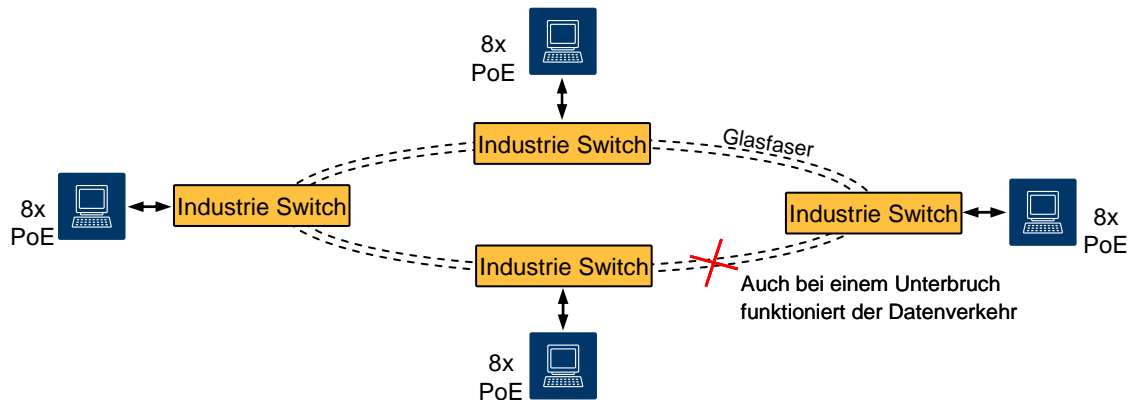 8x
PoE
Industrie Switch
Glasfaser
8x
PoE
Industrie Switch
Industrie Switch
8x
PoE
Industrie Switch
Auch bei einem Unterbruch
funktioniert der Datenverkehr
8x
PoE